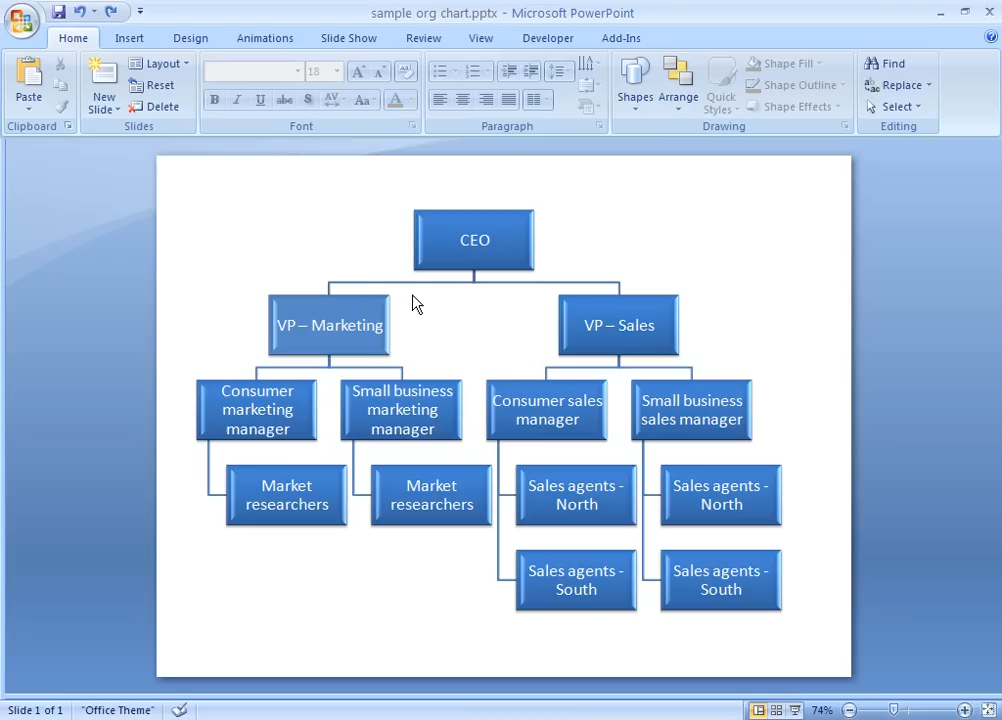 sample org chart.pptx - Microsoft PowerPoint
Home Insert Design Animations Slide Show Review View Developer Add-Ins
Paste
Clipboard
New
Slide
Layout
Reset
Delete
Slides
18
B I U abc S AV Aa A
Font
Paragraph
Shapes
Arrange
Quick
Styles
Shape Fill
Shape Outline
Shape Effects
Drawing
Find
Replace
Select
Editing
CEO
VP – Marketing
VP – Sales
Consumer
marketing
manager
Small business
marketing
manager
Consumer sales
manager
Small business
sales manager
Market
researchers
Market
researchers
Sales agents -
North
Sales agents -
North
Sales agents -
South
Sales agents -
South
Slide 1 of 1
"Office Theme"
74%